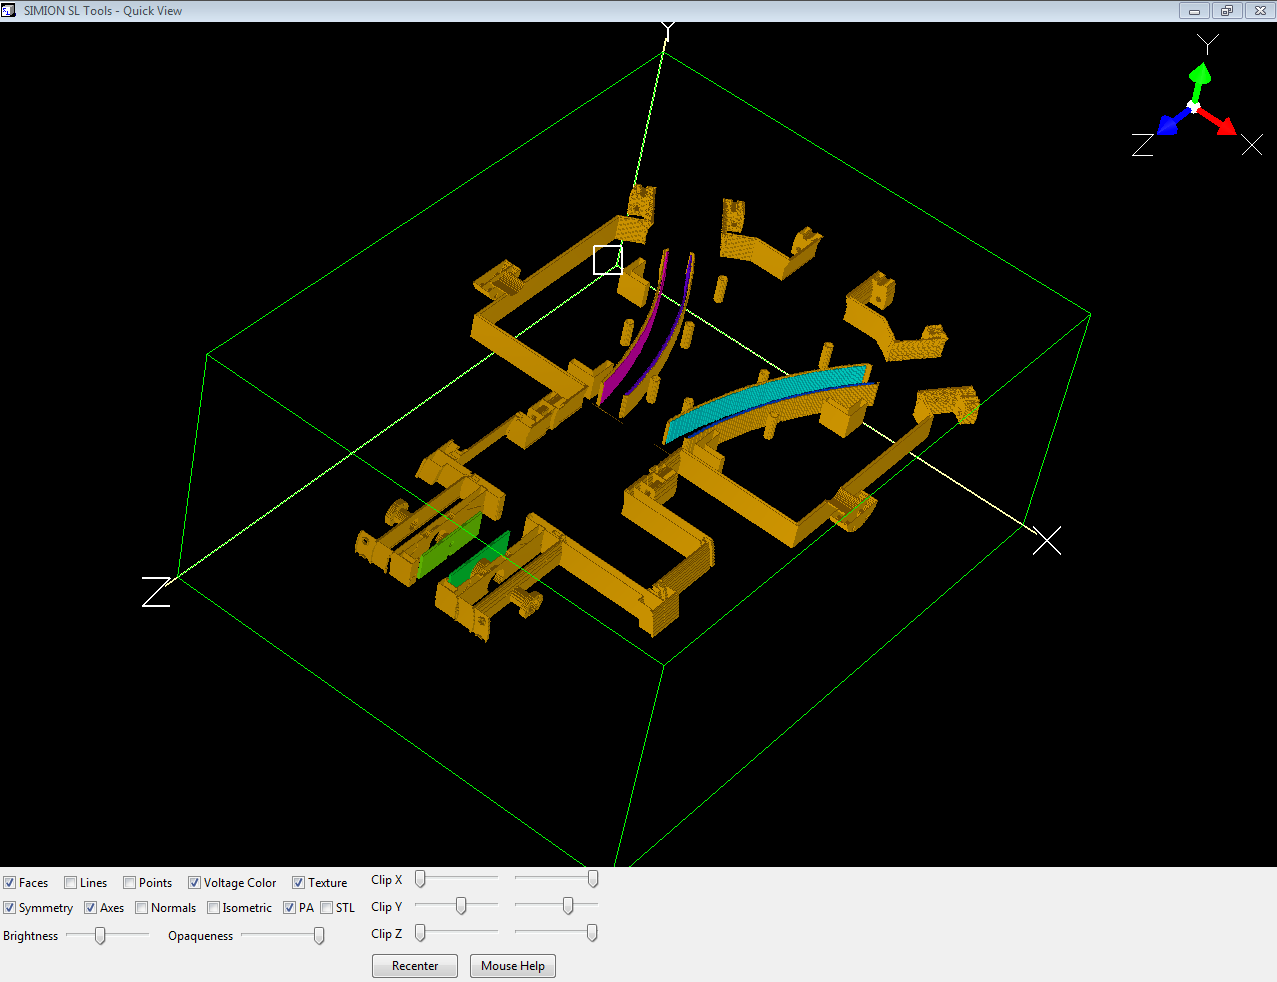 SIMION SL Tools - Quick View
Y
Y
Z
X
X
Z
Faces Lines Points Voltage Color Texture Clip X
Symmetry Axes Normals Isometric PA STL Clip Y
Brightness Opaqueness Clip Z
Recenter Mouse Help